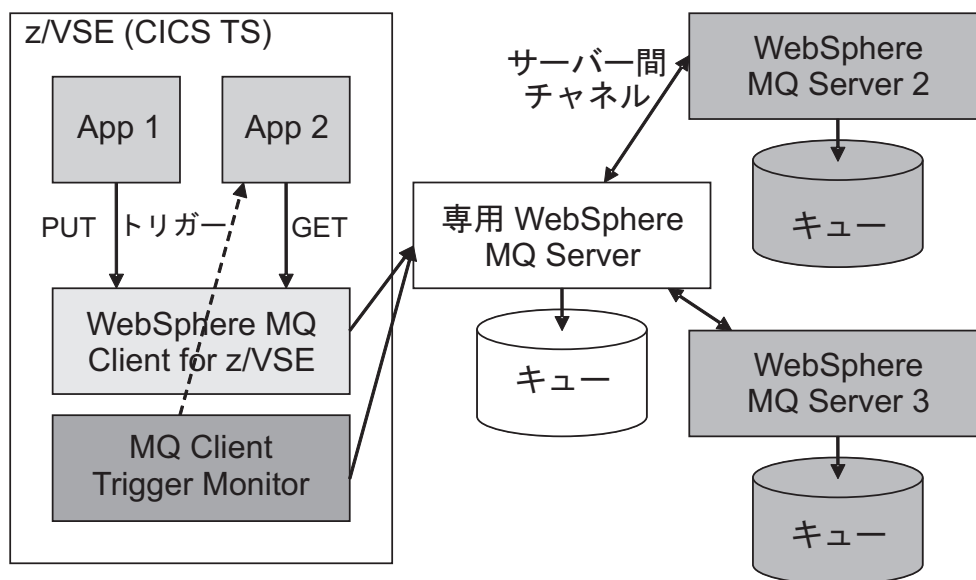 z/VSE (CICS TS)
App 1
App 2
PUT
トリガー
GET
WebSphere MQ
Client for z/VSE
MQ Client
Trigger Monitor
専用 WebSphere
MQ Server
キュー
サーバー間
チャネル
WebSphere
MQ Server 2
キュー
WebSphere
MQ Server 3
キュー